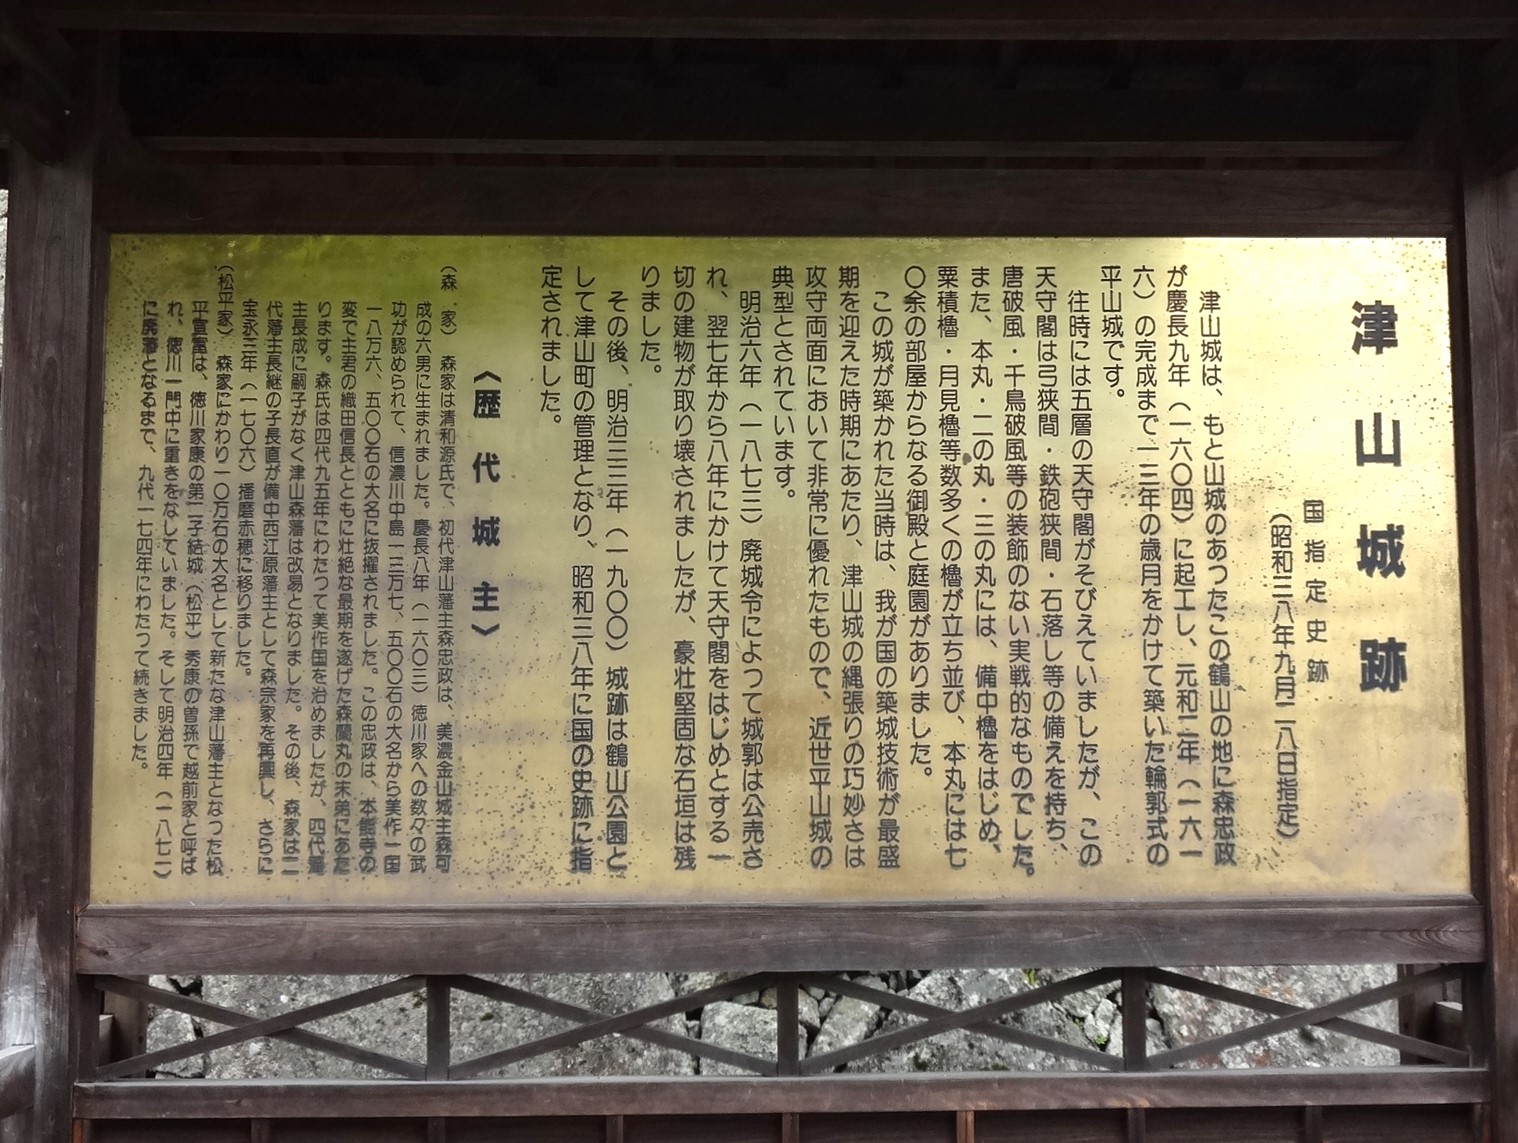 津山城跡
国指定史跡
（昭和三八年九月二八日指定）
津山城は、もと山城のあったこの鶴山の地に森忠政
が慶長九年（一六〇四）に起工し、元和二年（一六一
六）の完成まで一三年の歳月をかけて築いた輪郭式の
平山城です。
往時には五層の天守閣がそびえていましたが、この
天守閣は弓狭間・鉄砲狭間・石落し等の備えを持ち、
唐破風・千鳥破風等の装飾のない実戦的なものでした。
また、本丸・二の丸・三の丸には、備中櫓をはじめ、
粟積櫓・月見櫓等数多くの櫓が立ち並び、本丸には七
〇余の部屋からなる御殿と庭園がありました。
この城が築かれた当時は、我が国の築城技術が最盛
期を迎えた時期にあたり、津山城の縄張りの巧妙さは
攻守両面において非常に優れたもので、近世平山城の
典型とされています。
明治六年（一八七三）廃城令によって城郭は公売さ
れ、翌七年から八年にかけて天守閣をはじめとする一
切の建物が取り壊されましたが、豪壮堅固な石垣は残
りました。
その後、明治三三年（一九〇〇）城跡は鶴山公園と
して津山町の管理となり、昭和三八年に国の史跡に指
定されました。
〈歴代城主〉
（森　家）　森家は清和源氏で、初代津山藩主森忠政は、美濃金山城主森可
成の六男に生まれました。慶長八年（一六〇三）徳川家への数々の武
功が認められて、信濃川中島一三万七、五〇〇石の大名から美作一国
一八万六、五〇〇石の大名に抜擢されました。この忠政は、本能寺の
変で主君の織田信長とともに壮絶な最期を遂げた森蘭丸の末弟にあた
ります。森氏は四代九五年にわたって美作国を治めましたが、四代藩
主長成に嗣子がなく津山森藩は改易となりました。その後、森家は二
代藩主長継の子長直が備中西江原藩主として森宗家を再興し、さらに
宝永三年（一七〇六）播磨赤穂に移りました。
（松平家）　森家にかわり一〇万石の大名として新たな津山藩主となった松
平宣富は、徳川家康の第二子結城（松平）秀康の曽孫で越前家と呼ば
れ、徳川一門中に重きをなしていました。そして明治四年（一八七一）
に廃藩となるまで、九代一七四年にわたって続きました。